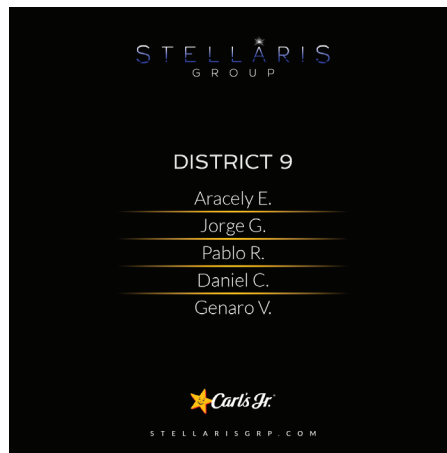 STELLARIS
GROUP
DISTRICT 9
Aracely E.
Jorge G.
Pablo R.
Daniel C.
Genaro V.
Carl's Jr.
STELLARISGRP.COM